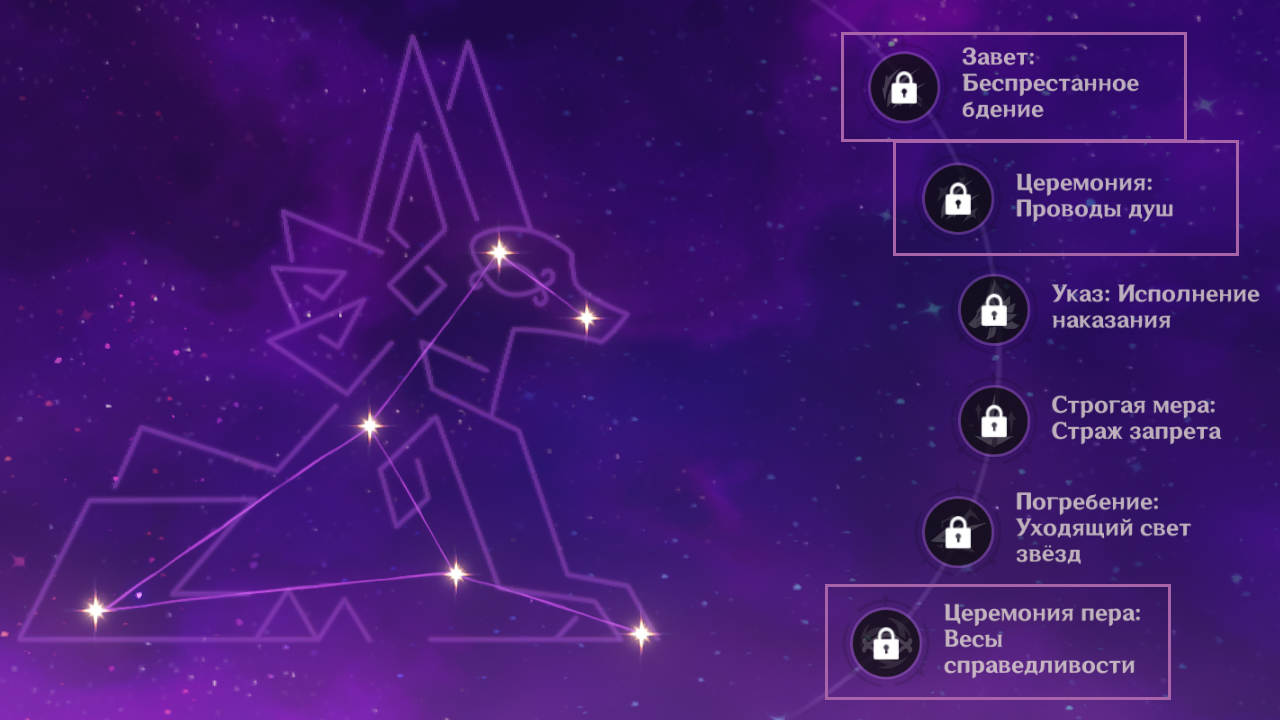 Завет:
Беспрестанное
бдение
Церемония:
Проводы душ
Указ: Исполнение
наказания
Строгая мера:
Страж запрета
Погребение:
Уходящий свет
звёзд
Церемония пера:
Весы
справедливости